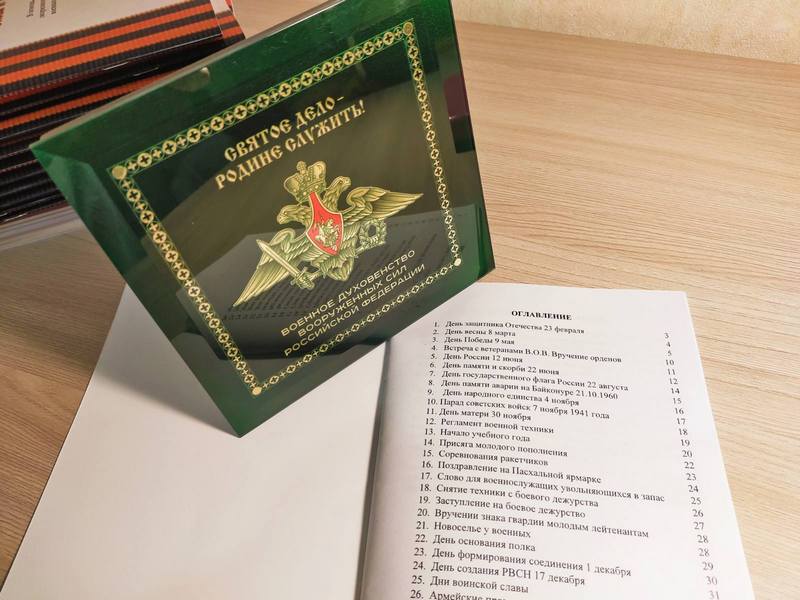 СВЯТОЕ ДЕЛО –
РОДИНЕ СЛУЖИТЬ!
ВОЕННОЕ ДУХОВЕНСТВО
ВООРУЖЕННЫХ СИЛ
РОССИЙСКОЙ ФЕДЕРАЦИИ
ОГЛАВЛЕНИЕ
1. День защитника Отечества 23 февраля 3
2. День весны 8 марта 4
3. День Победы 9 мая 5
4. Встреча с ветеранами В.О.В. Вручение орденов 10
5. День России 12 июня 11
6. День памяти и скорби 22 июня 12
7. День государственного флага России 22 августа 14
8. День памяти аварии на Байконуре 21.10.1960 15
9. День народного единства 4 ноября 16
10. Парад советских войск 7 ноября 1941 года 17
11. День матери 30 ноября 18
12. Регламент военной техники 19
13. Начало учебного года 20
14. Присяга молодого пополнения 22
15. Соревнования ракетчиков 23
16. Поздравление на Пасхальной ярмарке 24
17. Слово для военнослужащих увольняющихся в запас 25
18. Снятие техники с боевого дежурства 26
19. Заступление на боевое дежурство 27
20. Вручении знака гвардии молодым лейтенантам 28
21. Новоселье у военных 28
22. День основания полка 29
23. День формирования соединения 1 декабря 30
24. День создания РВСН 17 декабря 31
25. Дни воинской славы
26. Армейские